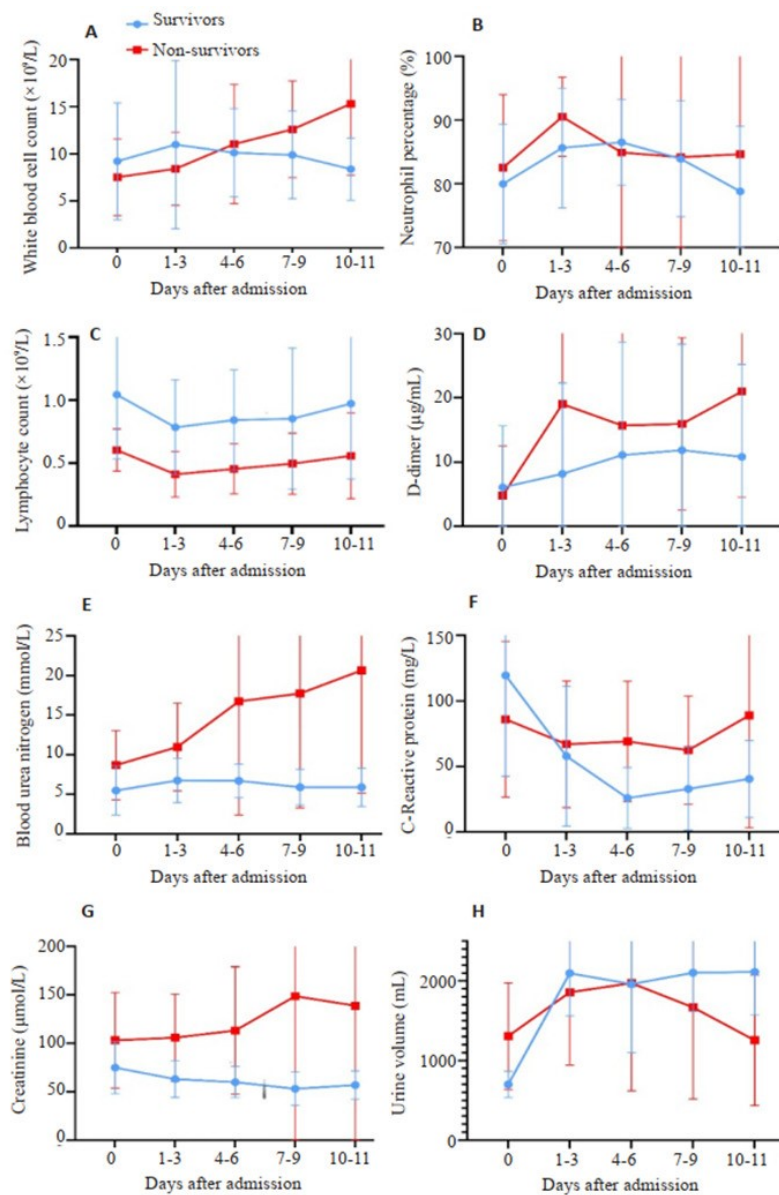 Survivors
Non-survivors
A
White blood cell count (×10⁹/L)
20
15
10
5
0
0 1-3 4-6 7-9 10-11
Days after admission
B
Neutrophil percentage (%)
100
90
80
70
0 1-3 4-6 7-9 10-11
Days after admission
C
Lymphocyte count (×10⁹/L)
1.5
1.0
0.5
0
0 1-3 4-6 7-9 10-11
Days after admission
D
D-dimer (µg/mL)
30
20
10
0
0 1-3 4-6 7-9 10-11
Days after admission
E
Blood urea nitrogen (mmol/L)
25
20
15
10
5
0
0 1-3 4-6 7-9 10-11
Days after admission
F
C-Reactive protein (mg/L)
150
100
50
0
0 1-3 4-6 7-9 10-11
Days after admission
G
Creatinine (µmol/L)
200
150
100
50
0
0 1-3 4-6 7-9 10-11
Days after admission
H
Urine volume (mL)
2000
1000
0
0 1-3 4-6 7-9 10-11
Days after admission